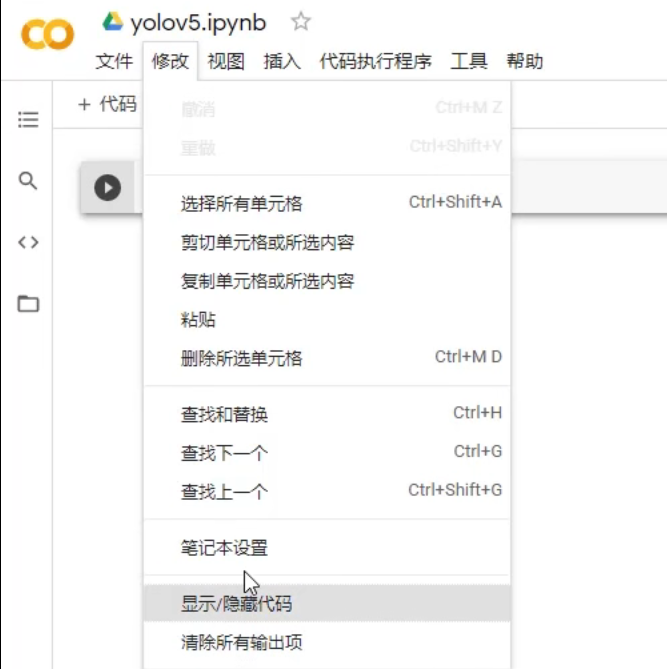 CO
yolov5.ipynb
文件 修改 视图 插入 代码执行程序 工具 帮助
+ 代码
撤消 Ctrl+M Z
重做 Ctrl+Shift+Y
选择所有单元格 Ctrl+Shift+A
剪切单元格或所选内容
复制单元格或所选内容
粘贴
删除所选单元格 Ctrl+M D
查找和替换 Ctrl+H
查找下一个 Ctrl+G
查找上一个 Ctrl+Shift+G
笔记本设置
显示/隐藏代码
清除所有输出项